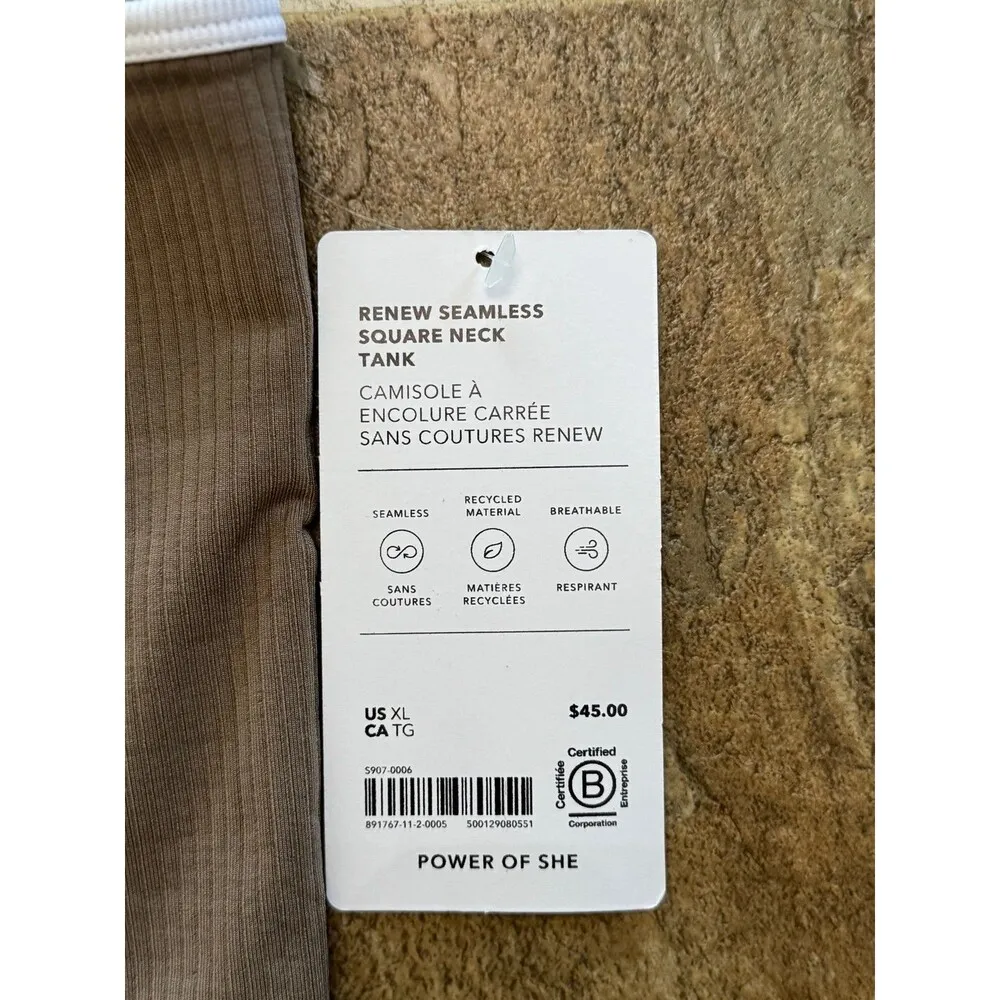 RENEW SEAMLESS
SQUARE NECK
TANK
CAMISOLE À
ENCOLURE CARRÉE
SANS COUTURES RENEW
SEAMLESS
SANS
COUTURES
RECYCLED
MATERIAL
MATIÈRES
RECYCLÉES
BREATHABLE
RESPIRANT
US XL
CA TG
$45.00
S907-0006
891767-11-2-0005 500129080551
Certified
Certifiée
B
Entreprise
Corporation
POWER OF SHE